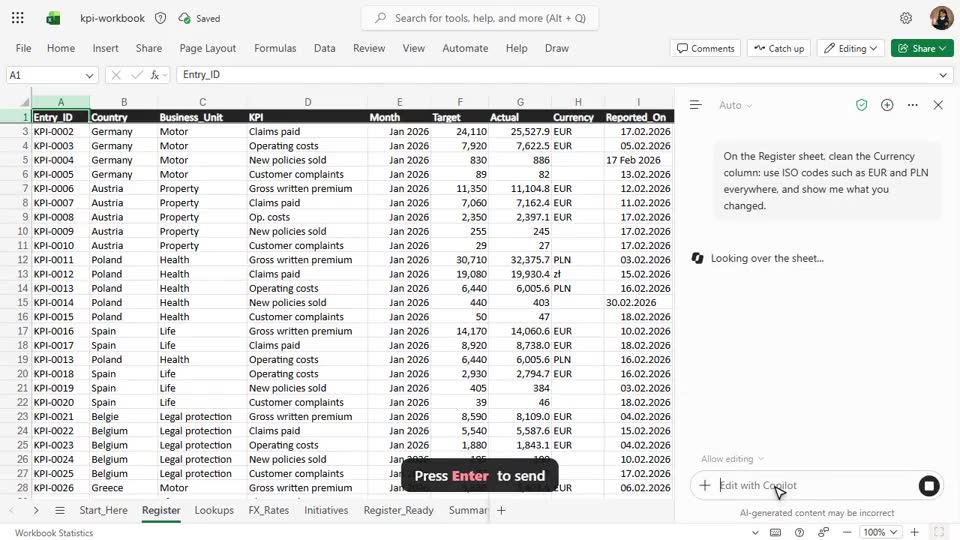 kpi-workbook
Saved
Search for tools, help, and more (Alt + Q)
File Home Insert Share Page Layout Formulas Data Review View Automate Help Draw
Comments Catch up Editing Share
A1 fx Entry_ID
A B C D E F G H I
1 Entry_ID Country Business_Unit KPI Month Target Actual Currency Reported_On
3 KPI-0002 Germany Motor Claims paid Jan 2026 24,110 25,527.9 EUR 17.02.2026
4 KPI-0003 Germany Motor Operating costs Jan 2026 7,920 7,622.5 EUR 05.02.2026
5 KPI-0004 Germany Motor New policies sold Jan 2026 830 886 17 Feb 2026
6 KPI-0005 Germany Motor Customer complaints Jan 2026 89 82 13.02.2026
7 KPI-0006 Austria Property Gross written premium Jan 2026 11,350 11,104.8 EUR 12.02.2026
8 KPI-0007 Austria Property Claims paid Jan 2026 7,060 7,162.4 EUR 11.02.2026
9 KPI-0008 Austria Property Op. costs Jan 2026 2,350 2,397.1 EUR 17.02.2026
10 KPI-0009 Austria Property New policies sold Jan 2026 255 245 17.02.2026
11 KPI-0010 Austria Property Customer complaints Jan 2026 29 27 17.02.2026
12 KPI-0011 Poland Health Gross written premium Jan 2026 30,710 32,375.7 PLN 03.02.2026
13 KPI-0012 Poland Health Claims paid Jan 2026 19,080 19,930.4 zł 15.02.2026
14 KPI-0013 Poland Health Operating costs Jan 2026 6,440 6,005.6 PLN 16.02.2026
15 KPI-0014 Poland Health New policies sold Jan 2026 440 403 30.02.2026
16 KPI-0015 Poland Health Customer complaints Jan 2026 50 47 18.02.2026
17 KPI-0016 Spain Life Gross written premium Jan 2026 14,170 14,060.6 EUR 10.02.2026
18 KPI-0017 Spain Life Claims paid Jan 2026 8,920 8,738.0 EUR 18.02.2026
19 KPI-0013 Poland Health Operating costs Jan 2026 6,440 6,005.6 PLN 16.02.2026
20 KPI-0018 Spain Life Operating costs Jan 2026 2,930 2,794.7 EUR 16.02.2026
21 KPI-0019 Spain Life New policies sold Jan 2026 405 384 03.02.2026
22 KPI-0020 Spain Life Customer complaints Jan 2026 39 46 18.02.2026
23 KPI-0021 Belgie Legal protection Gross written premium Jan 2026 8,590 8,109.0 EUR 04.02.2026
24 KPI-0022 Belgium Legal protection Claims paid Jan 2026 5,540 5,587.6 EUR 15.02.2026
25 KPI-0023 Belgium Legal protection Operating costs Jan 2026 1,880 1,843.1 EUR 04.02.2026
26 KPI-0024 Belgium Legal protection New policies sold 10.02.2026
27 KPI-0025 Belgium Legal protection Customer complaints 17.02.2026
28 KPI-0026 Greece Motor Gross written premium 06.02.2026
Press Enter to send
Start_Here Register Lookups FX_Rates Initiatives Register_Ready Summar
Workbook Statistics
100%
Auto
On the Register sheet, clean the Currency
column: use ISO codes such as EUR and PLN
everywhere, and show me what you
changed.
Looking over the sheet...
Allow editing
Edit with Copilot
AI-generated content may be incorrect